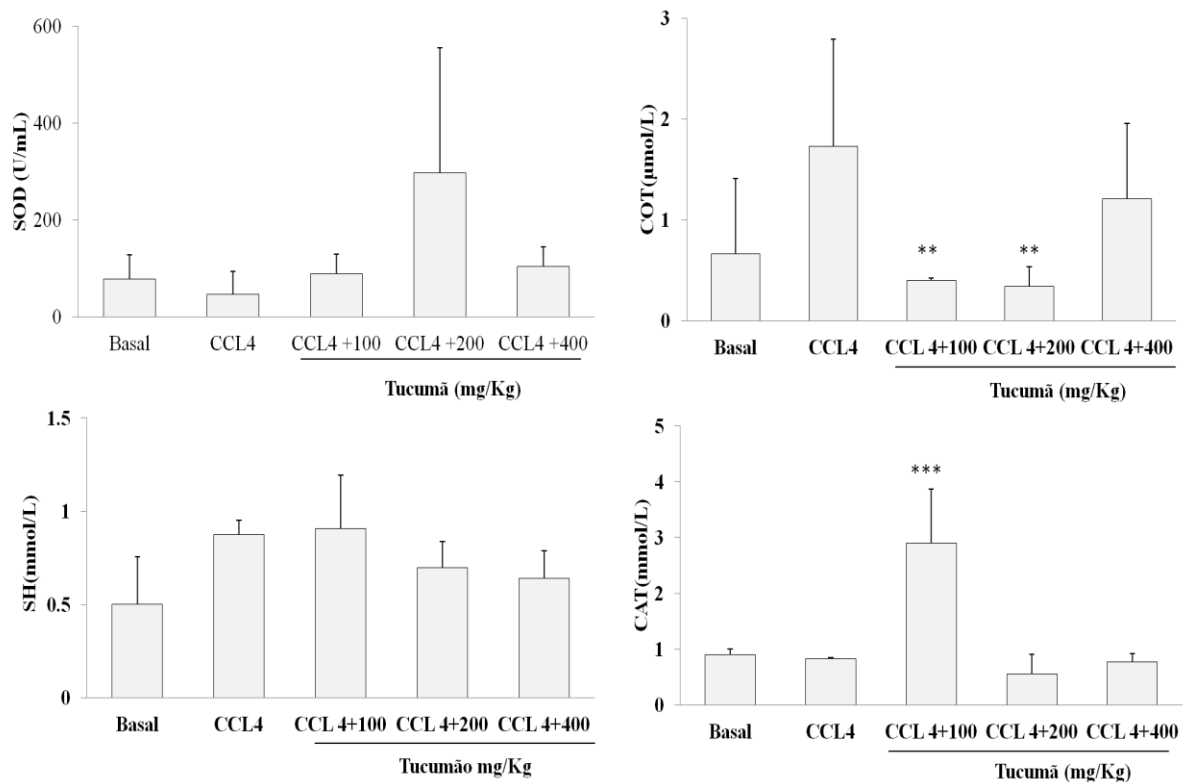 600
400
200
0
SOD (U/mL)
Basal CCL4 CCL4 +100 CCL4 +200 CCL4 +400
Tucumã (mg/Kg)
3
2
1
0
COT(µmol/L)
** **
Basal CCL4 CCL 4+100 CCL 4+200 CCL 4+400
Tucumã (mg/Kg)
1.5
1
0.5
0
SH(mmol/L)
Basal CCL4 CCL 4+100 CCL 4+200 CCL 4+400
Tucumão mg/Kg
5
4
3
2
1
0
CAT(mmol/L)
***
Basal CCL4 CCL 4+100 CCL 4+200 CCL 4+400
Tucumã (mg/Kg)